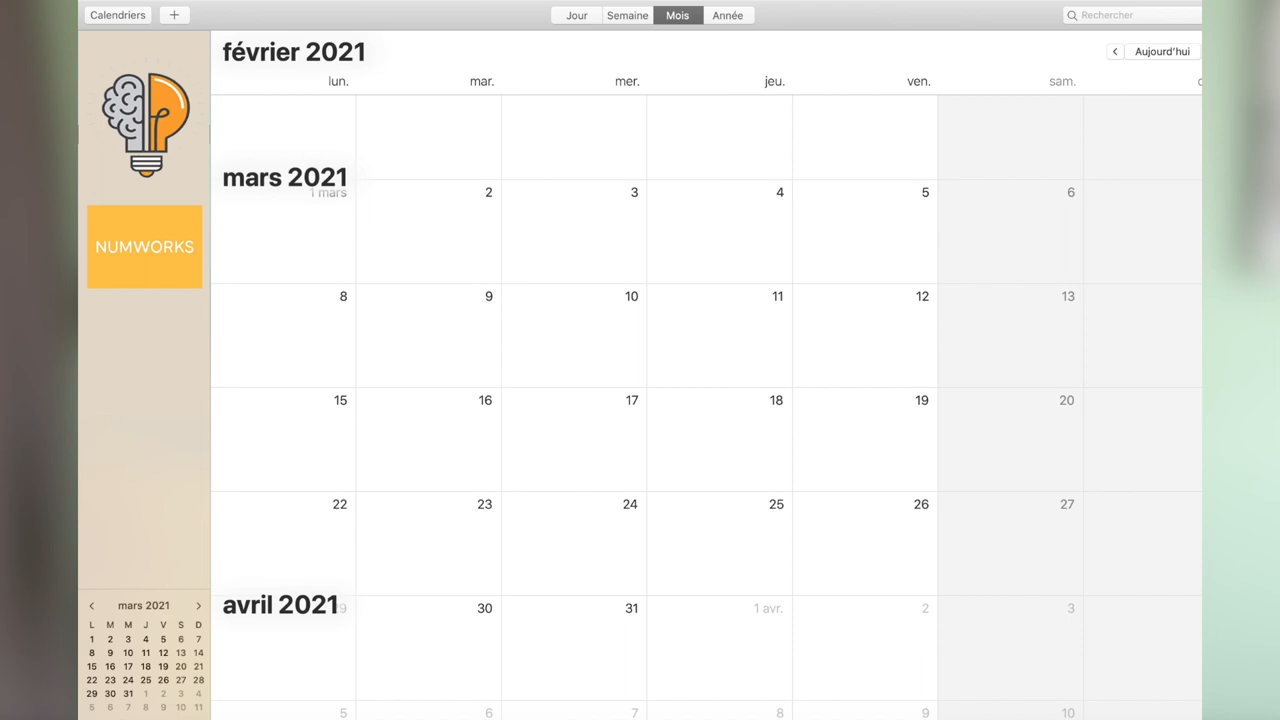 Calendriers + Jour Semaine Mois Année Rechercher
février 2021
< Aujourd'hui
lun. mar. mer. jeu. ven. sam.
mars 2021
1 mars 2 3 4 5 6
NUMWORKS
8 9 10 11 12 13
15 16 17 18 19 20
22 23 24 25 26 27
avril 2021
30 31 1 avr. 2 3
5 6 7 8 9 10
< mars 2021 >
L M M J V S D
1 2 3 4 5 6 7
8 9 10 11 12 13 14
15 16 17 18 19 20 21
22 23 24 25 26 27 28
29 30 31 1 2 3 4
5 6 7 8 9 10 11